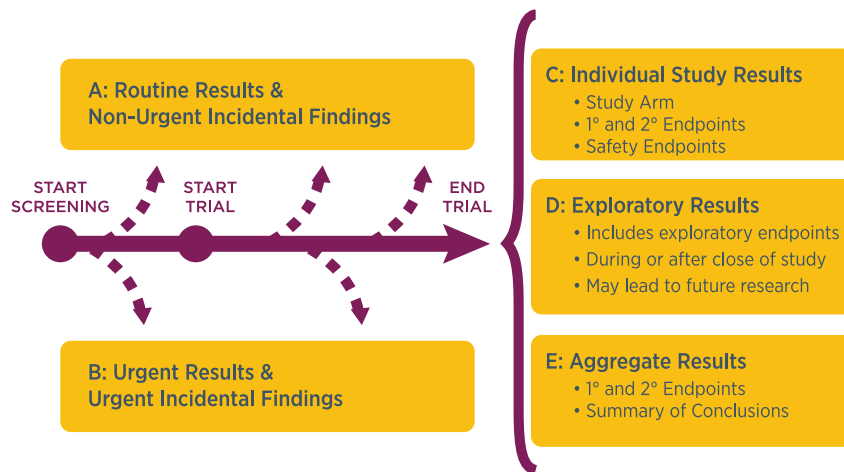 A: Routine Results &
Non-Urgent Incidental Findings
START
SCREENING
START
TRIAL
END
TRIAL
B: Urgent Results &
Urgent Incidental Findings
C: Individual Study Results
• Study Arm
• 1° and 2° Endpoints
• Safety Endpoints
D: Exploratory Results
• Includes exploratory endpoints
• During or after close of study
• May lead to future research
E: Aggregate Results
• 1° and 2° Endpoints
• Summary of Conclusions